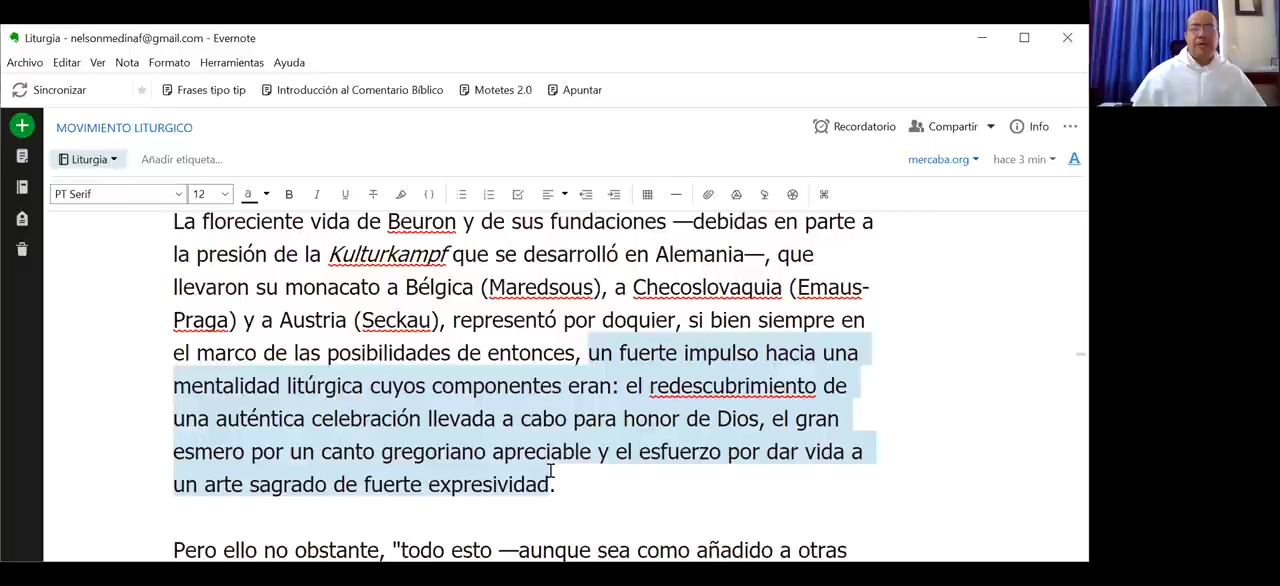 Liturgia - nelsonmedinaf@gmail.com - Evernote
Archivo Editar Ver Nota Formato Herramientas Ayuda
Sincronizar Frases tipo tip Introducción al Comentario Bíblico Motetes 2.0 Apuntar
MOVIMIENTO LITURGICO Recordatorio Compartir Info
Liturgia Añadir etiqueta... mercaba.org hace 3 min A
PT Serif 12 a B I U T
La floreciente vida de Beuron y de sus fundaciones —debidas en parte a
la presión de la Kulturkampf que se desarrolló en Alemania—, que
llevaron su monacato a Bélgica (Maredsous), a Checoslovaquia (Emaus-
Praga) y a Austria (Seckau), representó por doquier, si bien siempre en
el marco de las posibilidades de entonces, un fuerte impulso hacia una
mentalidad litúrgica cuyos componentes eran: el redescubrimiento de
una auténtica celebración llevada a cabo para honor de Dios, el gran
esmero por un canto gregoriano apreciable y el esfuerzo por dar vida a
un arte sagrado de fuerte expresividad.
Pero ello no obstante, "todo esto —aunque sea como añadido a otras